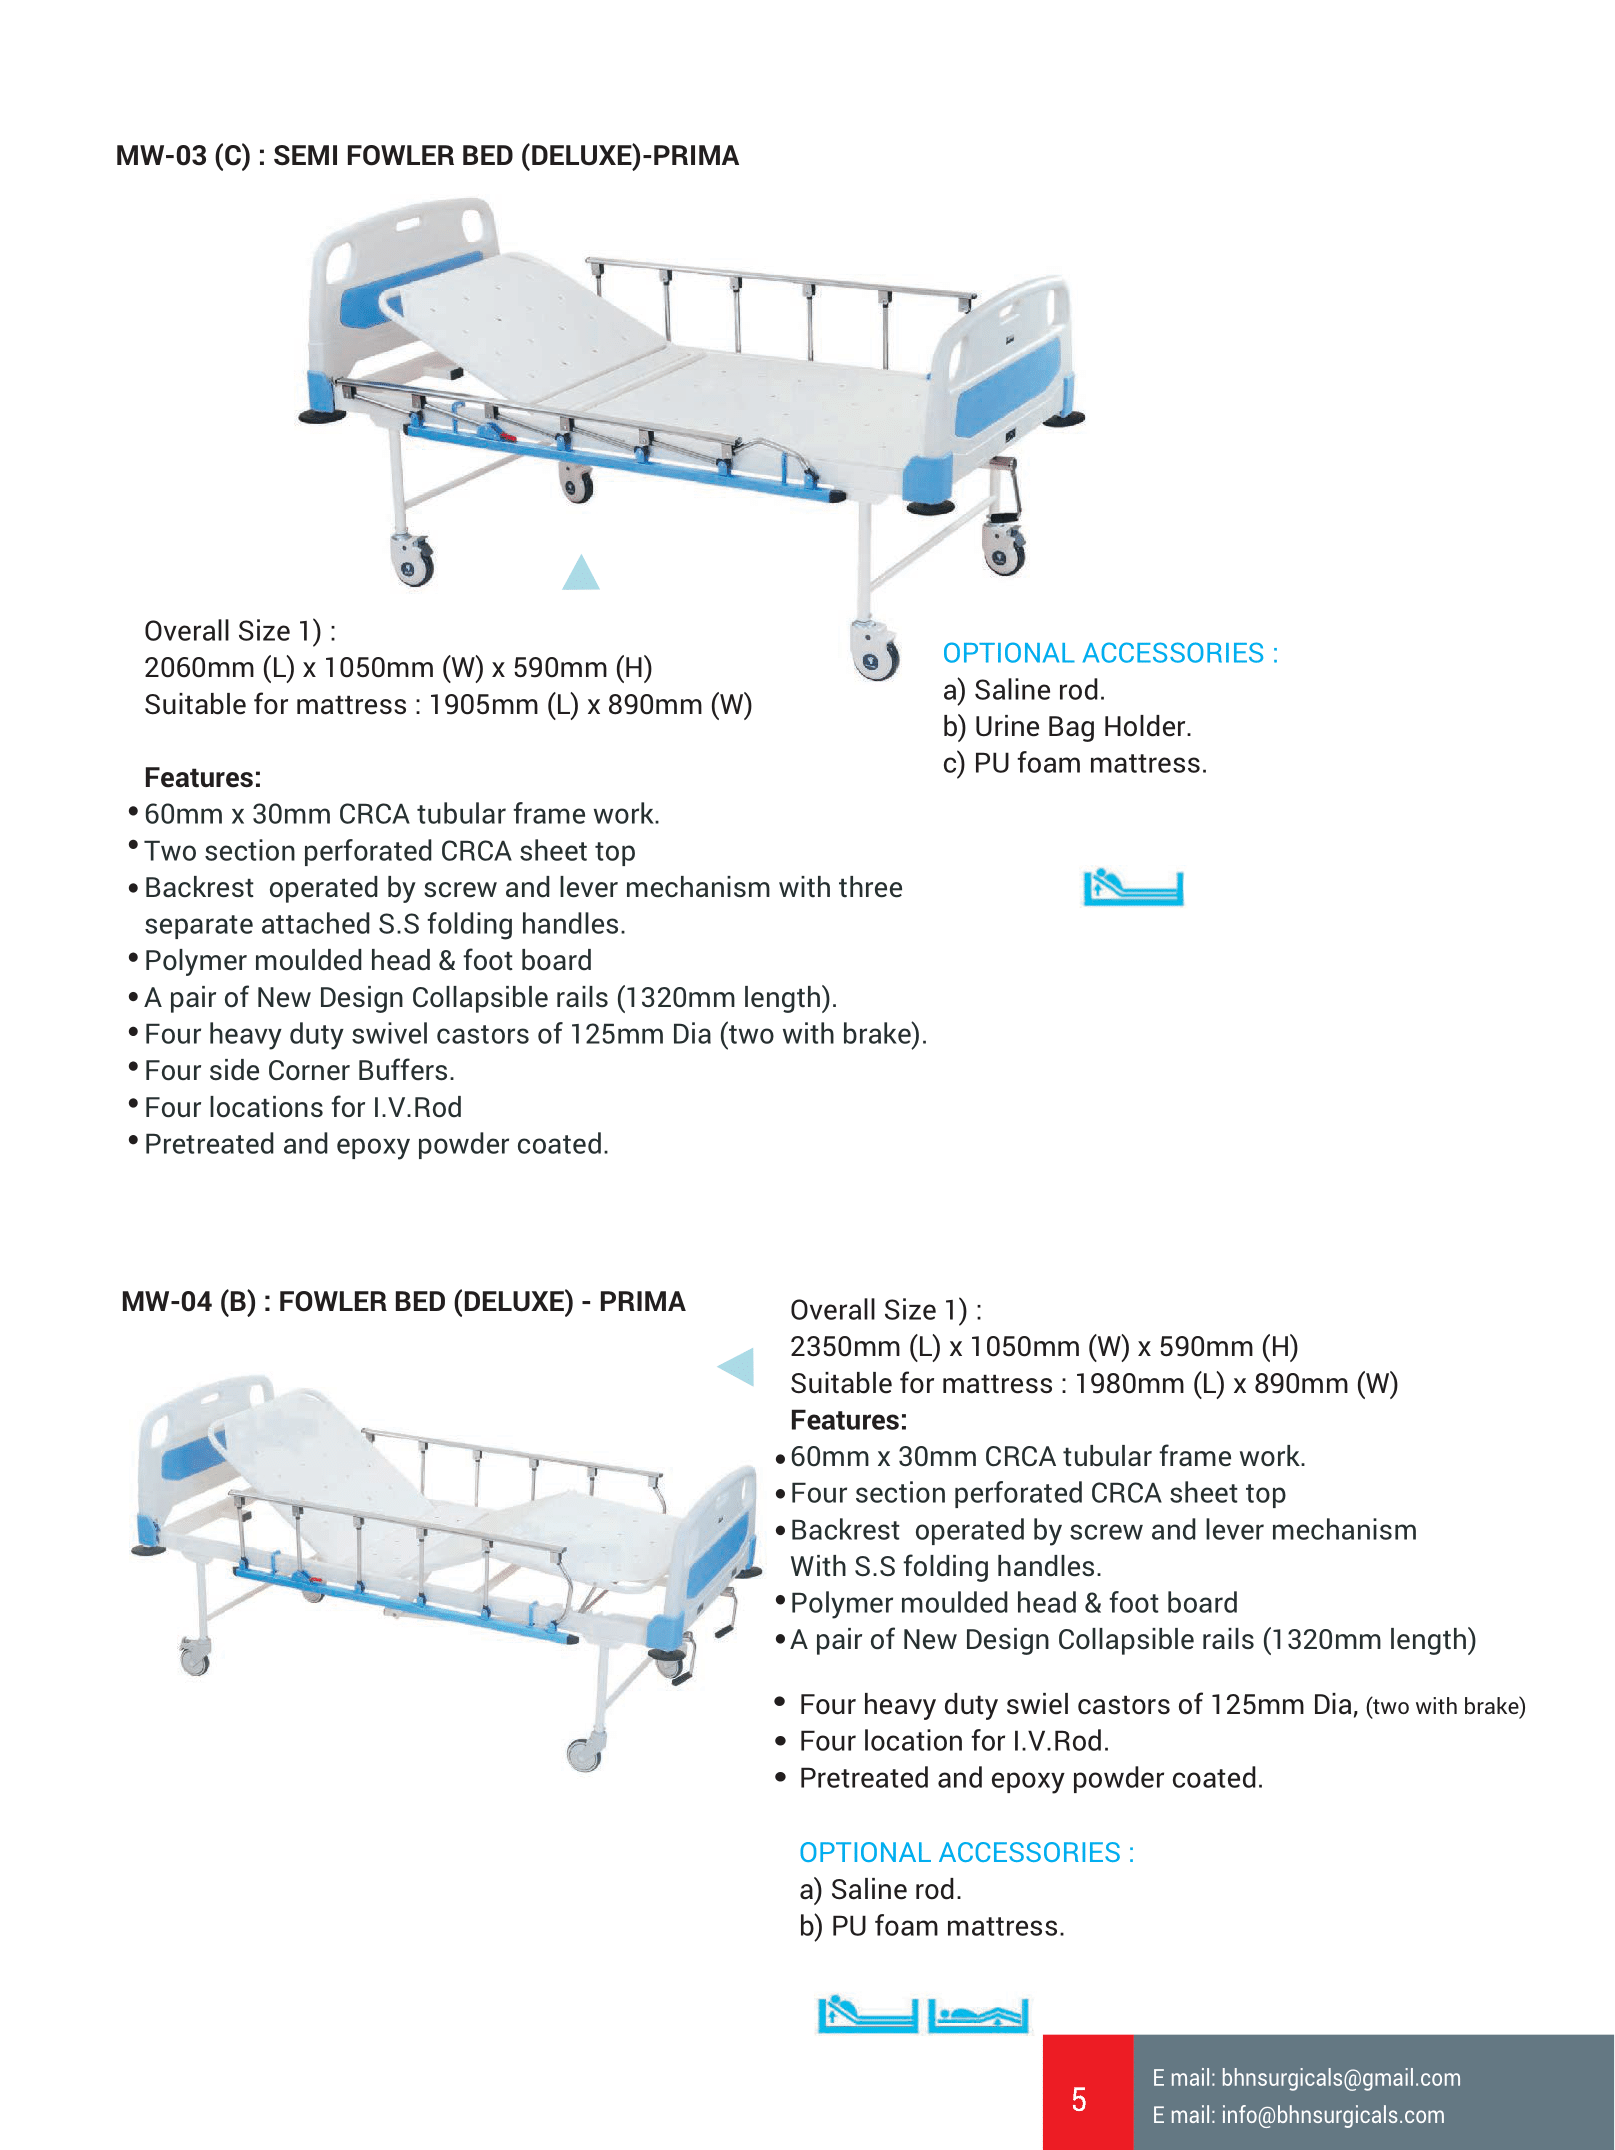 MW-03 (C) : SEMI FOWLER BED (DELUXE)-PRIMA
Overall Size 1) :
2060mm (L) x 1050mm (W) x 590mm (H)
Suitable for mattress : 1905mm (L) x 890mm (W)
OPTIONAL ACCESSORIES :
a) Saline rod.
b) Urine Bag Holder.
c) PU foam mattress.
Features:
• 60mm x 30mm CRCA tubular frame work.
• Two section perforated CRCA sheet top
• Backrest  operated by screw and lever mechanism with three
separate attached S.S folding handles.
• Polymer moulded head & foot board
• A pair of New Design Collapsible rails (1320mm length).
• Four heavy duty swivel castors of 125mm Dia (two with brake).
• Four side Corner Buffers.
• Four locations for I.V.Rod
• Pretreated and epoxy powder coated.
MW-04 (B) : FOWLER BED (DELUXE) - PRIMA
Overall Size 1) :
2350mm (L) x 1050mm (W) x 590mm (H)
Suitable for mattress : 1980mm (L) x 890mm (W)
Features:
• 60mm x 30mm CRCA tubular frame work.
• Four section perforated CRCA sheet top
• Backrest  operated by screw and lever mechanism
With S.S folding handles.
• Polymer moulded head & foot board
• A pair of New Design Collapsible rails (1320mm length)
• Four heavy duty swiel castors of 125mm Dia, (two with brake)
• Four location for I.V.Rod.
• Pretreated and epoxy powder coated.
OPTIONAL ACCESSORIES :
a) Saline rod.
b) PU foam mattress.
5
E mail: bhnsurgicals@gmail.com
E mail: info@bhnsurgicals.com